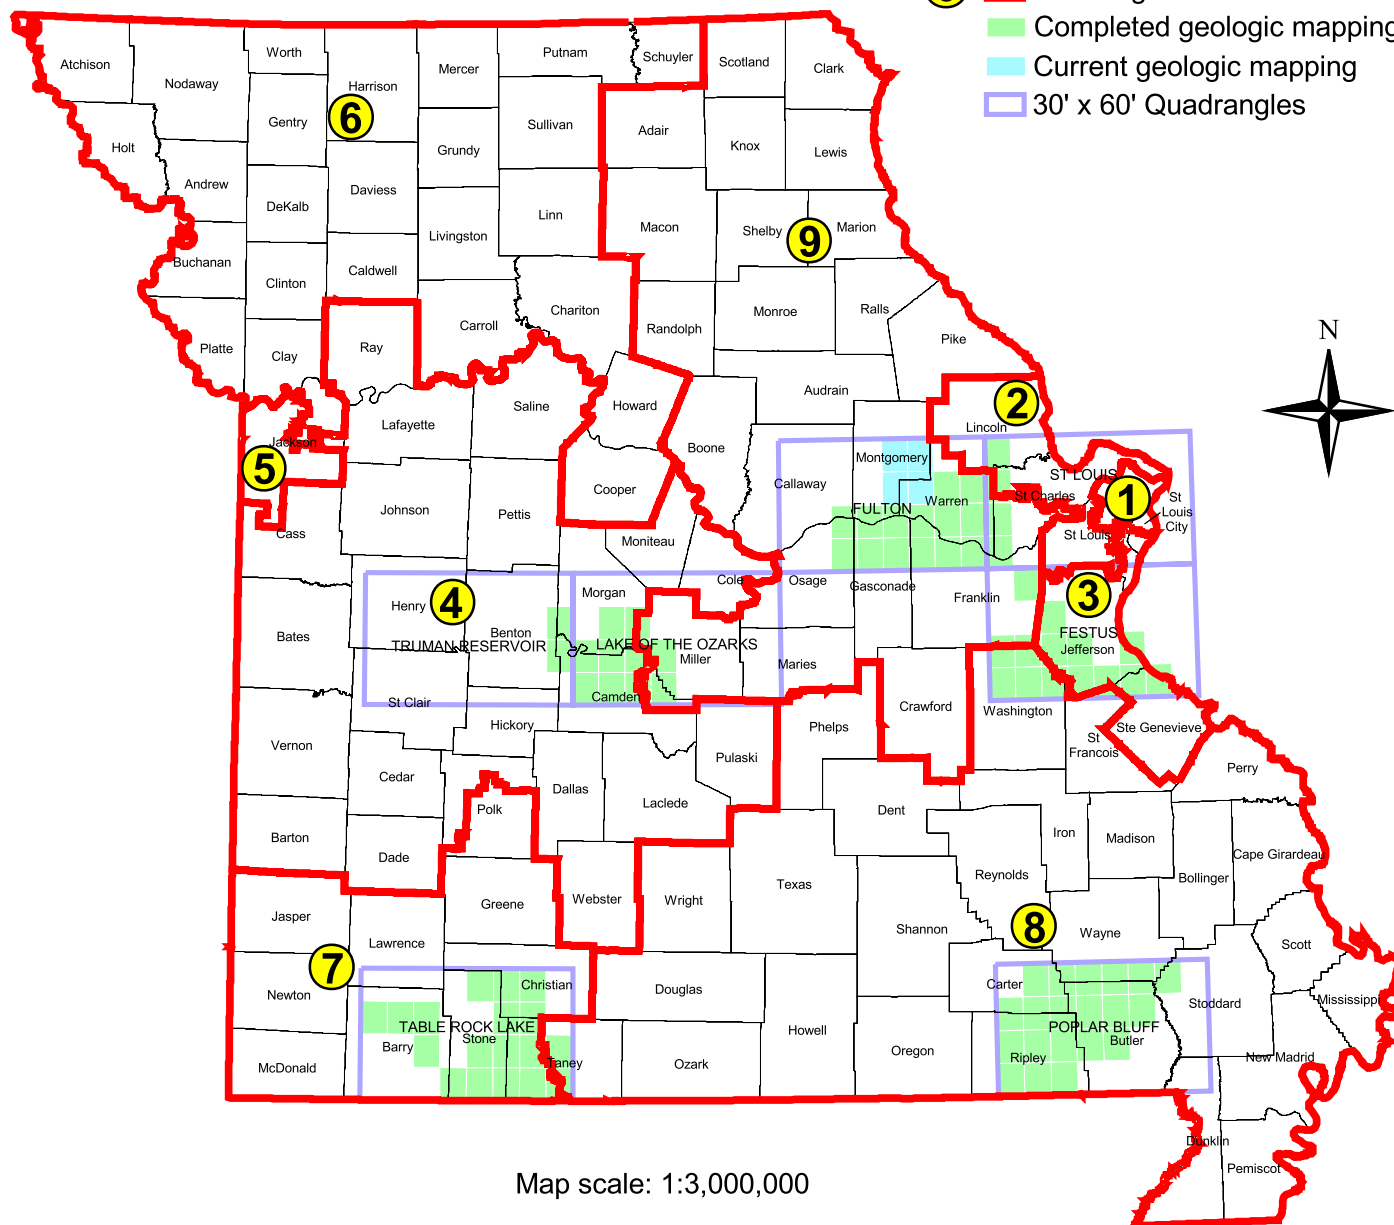 Completed geologic mapping
Current geologic mapping
30' x 60' Quadrangles
Atchison
Nodaway
Worth
Harrison
Mercer
Putnam
Schuyler
Scotland
Clark
Holt
Gentry
6
Sullivan
Adair
Knox
Lewis
Andrew
DeKalb
Daviess
Grundy
Linn
Macon
Shelby
9
Marion
Buchanan
Clinton
Caldwell
Livingston
Chariton
Randolph
Monroe
Ralls
Pike
N
Platte
Clay
Ray
Carroll
Audrain
Jackson
Lafayette
Saline
Howard
Boone
2
Lincoln
5
Cass
Johnson
Pettis
Cooper
Moniteau
Callaway
Montgomery
FULTON
Warren
ST LOUIS
St Charles
1
St
Louis
City
St Louis
Bates
Henry
4
Benton
TRUMAN RESERVOIR
Morgan
LAKE OF THE OZARKS
Cole
Miller
Osage
Gasconade
Franklin
3
FESTUS
Jefferson
Maries
Camden
St Clair
Hickory
Vernon
Cedar
Polk
Dallas
Laclede
Pulaski
Phelps
Crawford
Washington
St
Francois
Ste Genevieve
Perry
Barton
Dade
Dent
Iron
Madison
Bollinger
Cape Girardeau
Jasper
Lawrence
Greene
Webster
Wright
Texas
Shannon
Reynolds
8
Wayne
Scott
7
Newton
Christian
Douglas
Howell
Carter
Stoddard
Mississippi
TABLE ROCK LAKE
Stone
Barry
Taney
McDonald
Ozark
Oregon
Ripley
POPLAR BLUFF
Butler
New Madrid
Dunklin
Pemiscot
Map scale: 1:3,000,000